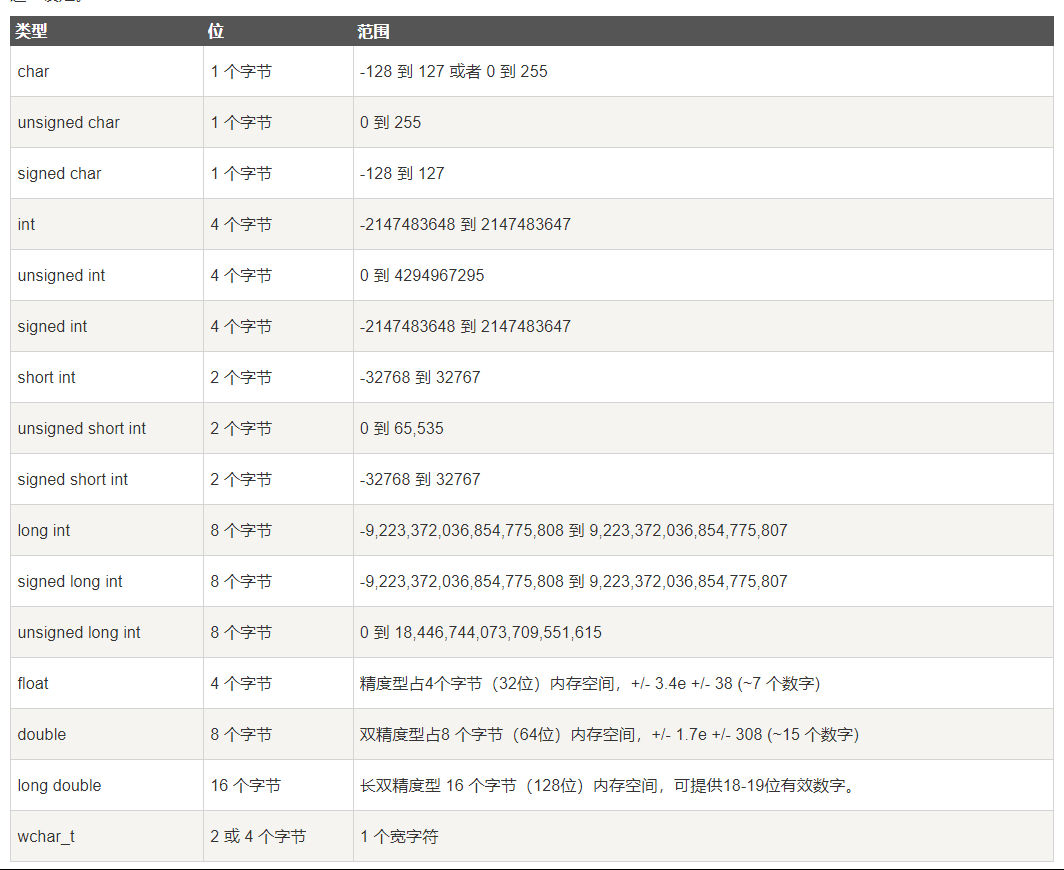 类型 位 范围
char 1 个字节 -128 到 127 或者 0 到 255
unsigned char 1 个字节 0 到 255
signed char 1 个字节 -128 到 127
int 4 个字节 -2147483648 到 2147483647
unsigned int 4 个字节 0 到 4294967295
signed int 4 个字节 -2147483648 到 2147483647
short int 2 个字节 -32768 到 32767
unsigned short int 2 个字节 0 到 65,535
signed short int 2 个字节 -32768 到 32767
long int 8 个字节 -9,223,372,036,854,775,808 到 9,223,372,036,854,775,807
signed long int 8 个字节 -9,223,372,036,854,775,808 到 9,223,372,036,854,775,807
unsigned long int 8 个字节 0 到 18,446,744,073,709,551,615
float 4 个字节 精度型占4个字节（32位）内存空间，+/- 3.4e +/- 38 (~7 个数字)
double 8 个字节 双精度型占8 个字节（64位）内存空间，+/- 1.7e +/- 308 (~15 个数字)
long double 16 个字节 长双精度型 16 个字节（128位）内存空间，可提供18-19位有效数字。
wchar_t 2 或 4 个字节 1 个宽字符